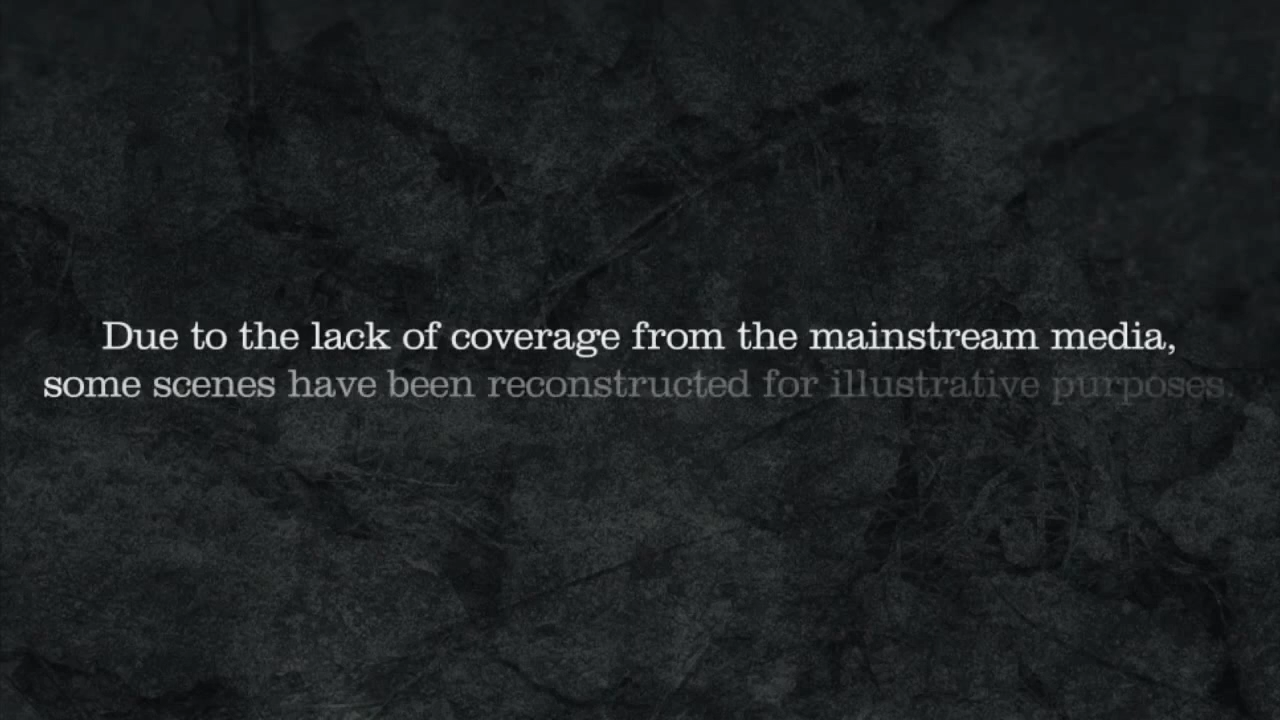 Due to the lack of coverage from the mainstream media,
some scenes have been reconstructed for illustrative purposes.